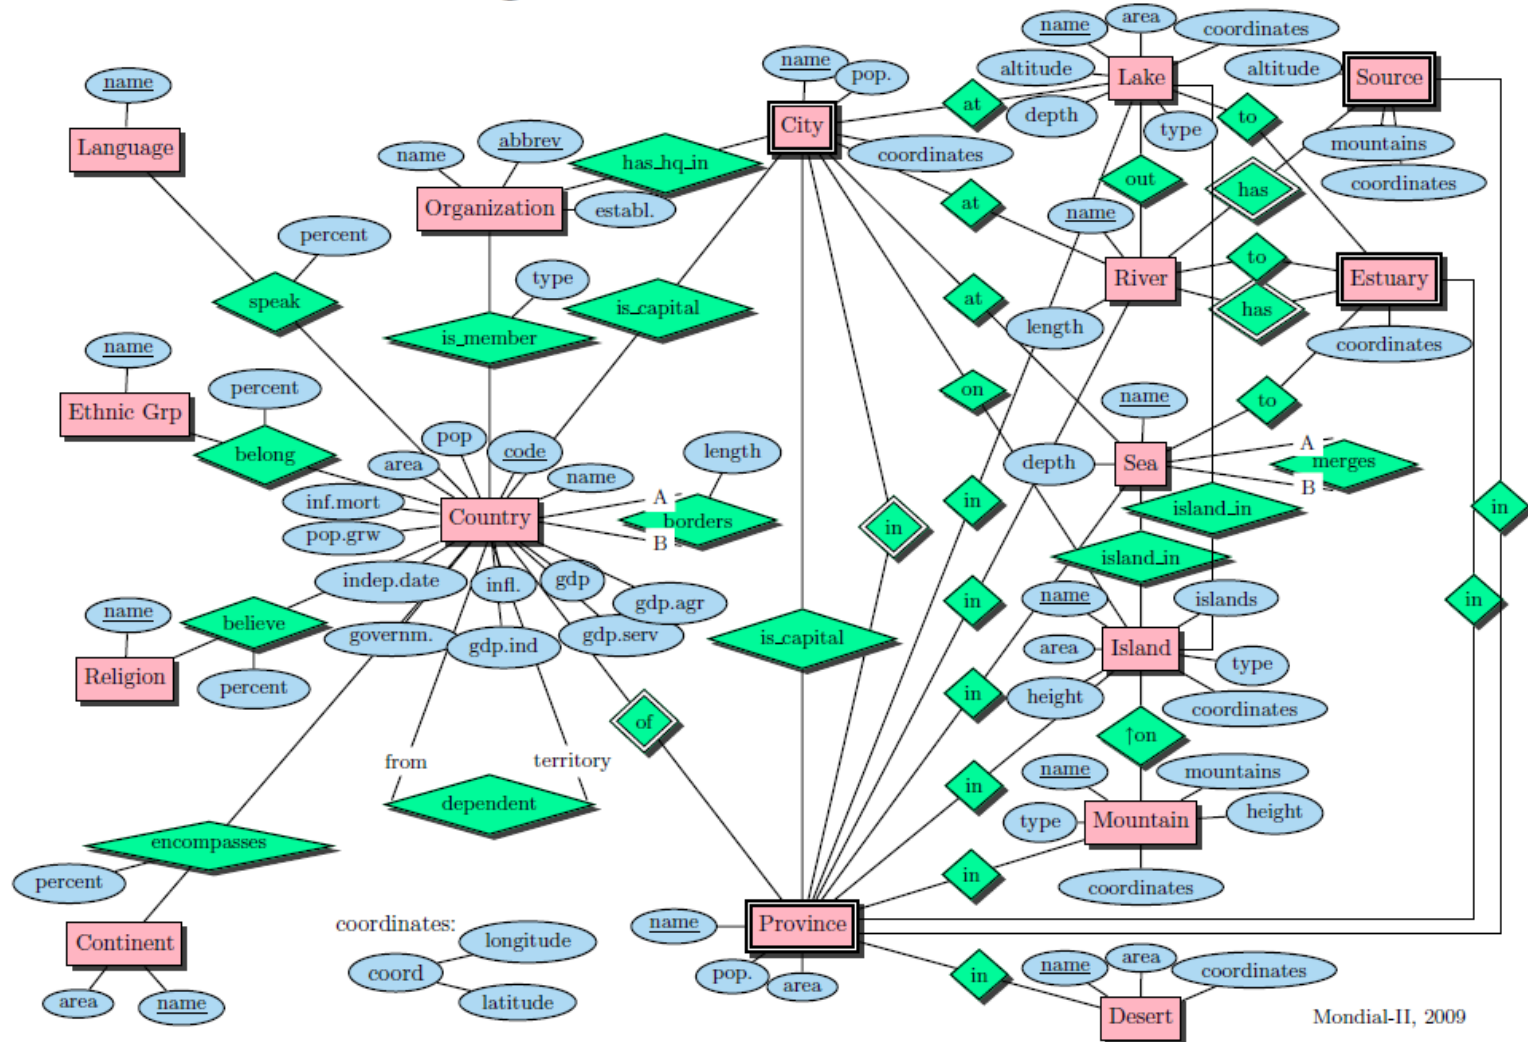 name
area
coordinates
altitude
Lake
depth
type
altitude
Source
mountains
coordinates
name
pop.
City
coordinates
at
to
name
Language
name
abbrev
Organization
establ.
has_hq_in
at
out
has
name
River
to
has
Estuary
coordinates
length
percent
speak
type
is_member
is_capital
at
on
to
name
Ethnic Grp
percent
belong
name
depth
Sea
A
B
merges
area
pop
code
name
inf.mort
pop.grw
Country
length
A
borders
B
in
in
island_in
island_in
in
in
indep.date
infl.
gdp
gdp.agr
governm.
gdp.ind
gdp.serv
name
believe
Religion
percent
is_capital
in
name
islands
area
Island
type
height
coordinates
in
of
↑on
from
territory
dependent
in
name
mountains
type
Mountain
height
coordinates
in
encompasses
percent
Continent
area
name
coordinates:
coord
longitude
latitude
name
Province
pop.
area
in
name
area
coordinates
Desert
Mondial-II, 2009